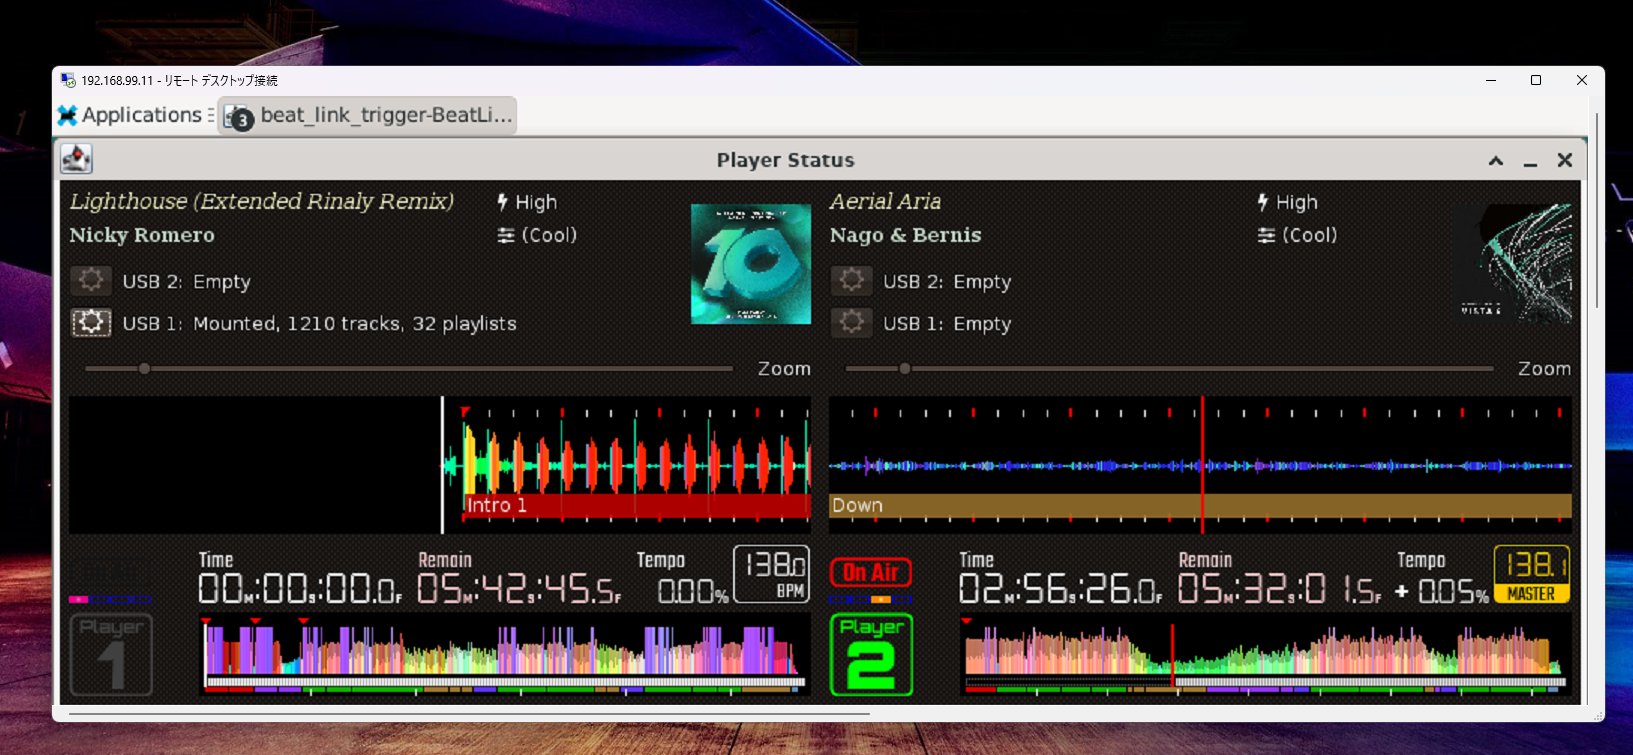 192.168.99.11 - リモート デスクトップ接続
Applications
3
beat_link_trigger-BeatLi...
Player Status
Lighthouse (Extended Rinaly Remix)
High
Nicky Romero
(Cool)
USB 2: Empty
USB 1: Mounted, 1210 tracks, 32 playlists
Zoom
10
Intro 1
Time
00M:00S:00.0F
Remain
05M:42S:45.5F
Tempo
0.00%
138.0
BPM
Player
1
Aerial Aria
High
Nago & Bernis
(Cool)
USB 2: Empty
USB 1: Empty
Zoom
Down
On Air
Time
02M:56S:26.0F
Remain
05M:32S:01.5F
Tempo
+ 0.05%
138.1
MASTER
Player
2